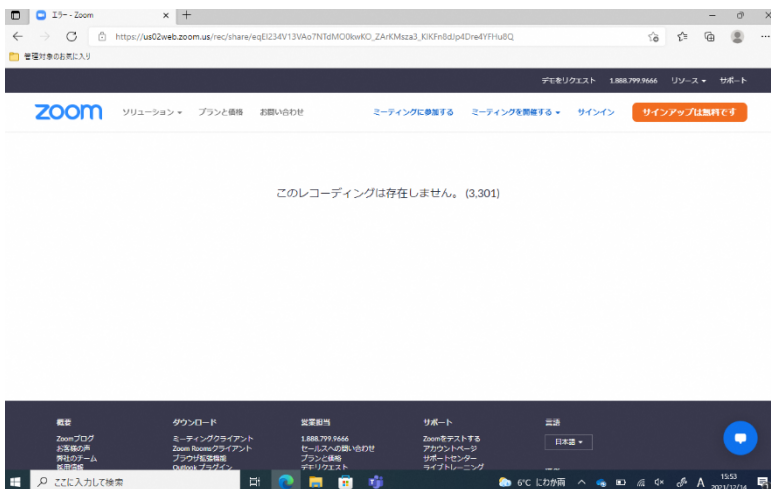 エラー - Zoom
https://us02web.zoom.us/rec/share/eqEl234V13VAo7NTdMO0kwKO_ZArKMsza3_KIKFn8dJp4Dre4YFHu8Q
管理対象のお気に入り
デモをリクエスト 1.888.799.9666 リソース サポート
zoom ソリューション プランと価格 お問い合わせ ミーティングに参加する ミーティングを開催する サインイン サインアップは無料です
このレコーディングは存在しません。 (3,301)
概要 ダウンロード 営業担当 サポート 言語
Zoomブログ ミーティングクライアント 1.888.799.9666 Zoomをテストする 日本語
お客様の声 Zoom Roomsクライアント セールスへの問い合わせ アカウントページ
弊社のチーム ブラウザ拡張機能 プランと価格 サポートセンター
採用情報 Outlookプラグイン デモリクエスト ライブトレーニング
ここに入力して検索 6°C にわか雨 A 15:53
2021/12/14